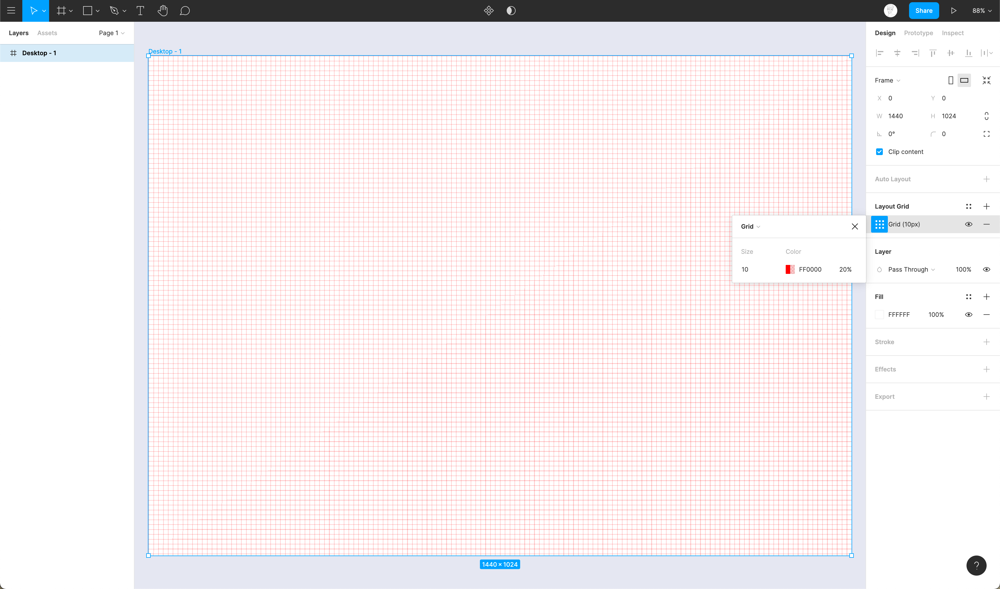 Share
88%
Layers Assets Page 1
Desktop - 1
Desktop - 1
1440 × 1024
Grid
Size Color
10 FF0000 20%
Design Prototype Inspect
Frame
X 0 Y 0
W 1440 H 1024
0° 0
Clip content
Auto Layout
Layout Grid
Grid (10px)
Layer
Pass Through 100%
Fill
FFFFFF 100%
Stroke
Effects
Export
?